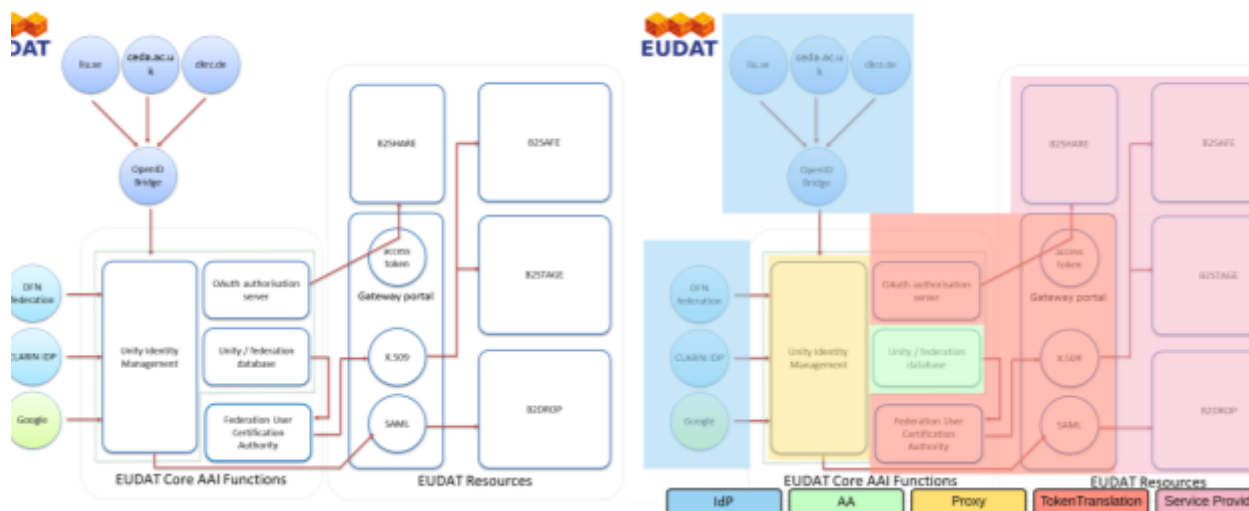 DAT
liu.se
ceda.ac.u
k
dkrz.de
OpenID
Bridge
B2SHARE
B2SAFE
access
token
Gateway portal
B2STAGE
DFN
federation
OAuth authorisation
server
CLARIN IDP
Unity Identity
Management
Unity / federation
database
X.509
B2DROP
Google
Federation User
Certification
Authority
SAML
EUDAT Core AAI Functions
EUDAT Resources
EUDAT
liu.se
ceda.ac.u
k
dkrz.de
OpenID
Bridge
B2SHARE
B2SAFE
access
token
Gateway portal
B2STAGE
DFN
federation
OAuth authorisation
server
CLARIN IDP
Unity Identity
Management
Unity / federation
database
X.509
B2DROP
Google
Federation User
Certification
Authority
SAML
EUDAT Core AAI Functions
EUDAT Resources
IdP
AA
Proxy
TokenTranslation
Service Provid